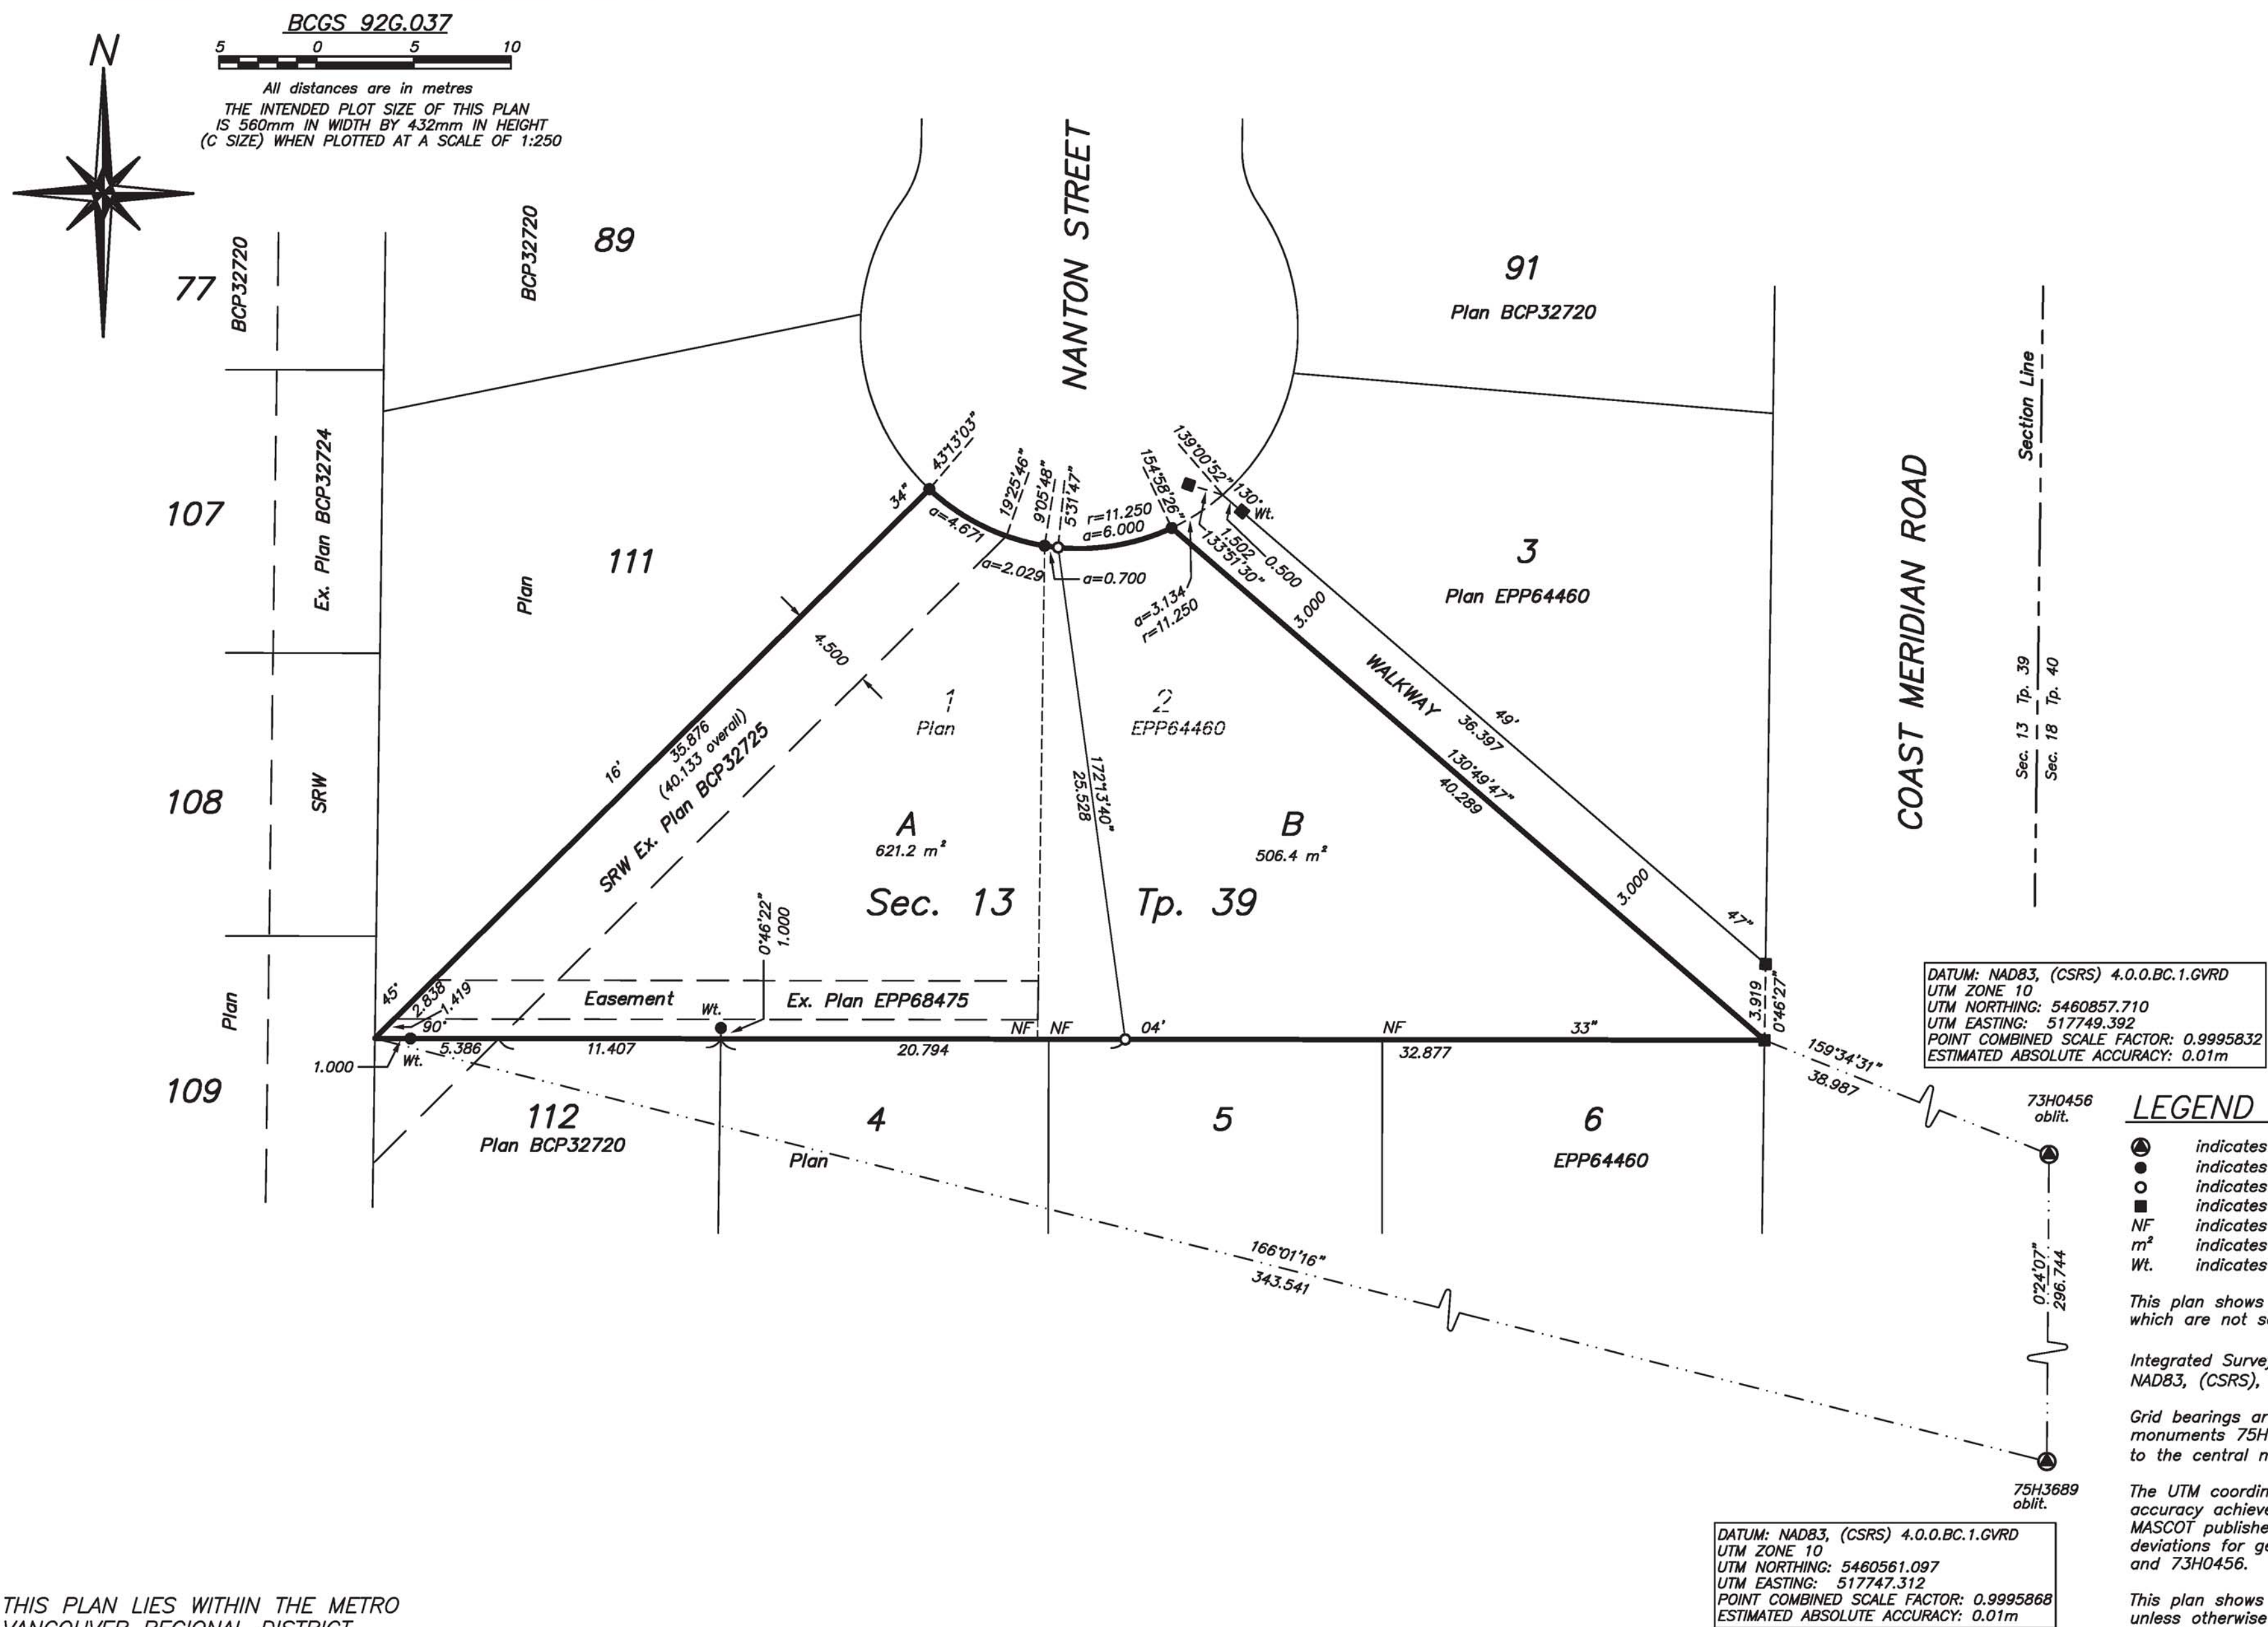 BCGS 92G.037
N
5 0 5 10
All distances are in metres
THE INTENDED PLOT SIZE OF THIS PLAN
IS 560mm IN WIDTH BY 432mm IN HEIGHT
(C SIZE) WHEN PLOTTED AT A SCALE OF 1:250
NANTON STREET
77
BCP32720
BCP32720
89
91
Plan BCP32720
Section Line
107
Ex. Plan BCP32724
111
Plan
34"
43°13'03"
a=4.671
19°25'46"
9°05'48"
5°31'47"
r=11.250
a=6.000
154°58'26"
139°00'52"
130°
Wt.
a=2.029
a=0.700
1.502
133°51'30"
0.500
a=3.134
r=11.250
3.000
3
Plan EPP64460
COAST MERIDIAN ROAD
4.500
1
Plan
2
EPP64460
WALKWAY
49'
36.397
130°49'47"
40.289
Sec. 13 Tp. 39
Sec. 18 Tp. 40
108
SRW
16'
35.876
(40.133 overall)
SRW Ex. Plan BCP32725
172°13'40"
25.528
A
621.2 m²
B
506.4 m²
Sec. 13
Tp. 39
3.000
47"
0°46'22"
1.000
3.919
0°46'27"
Plan
45°
2.838
1.419
90°
Easement
Wt.
Ex. Plan EPP68475
NF
NF
04'
NF
33"
1.000
Wt.
5.386
11.407
20.794
32.877
109
112
Plan BCP32720
4
Plan
5
6
EPP64460
159°34'31"
38.987
DATUM: NAD83, (CSRS) 4.0.0.BC.1.GVRD
UTM ZONE 10
UTM NORTHING: 5460857.710
UTM EASTING: 517749.392
POINT COMBINED SCALE FACTOR: 0.9995832
ESTIMATED ABSOLUTE ACCURACY: 0.01m
73H0456
oblit.
166°01'16"
343.541
0°24'07"
296.744
75H3689
oblit.
DATUM: NAD83, (CSRS) 4.0.0.BC.1.GVRD
UTM ZONE 10
UTM NORTHING: 5460561.097
UTM EASTING: 517747.312
POINT COMBINED SCALE FACTOR: 0.9995868
ESTIMATED ABSOLUTE ACCURACY: 0.01m
LEGEND
indicates
indicates
indicates
indicates
NF indicates
m² indicates
Wt. indicates
This plan shows
which are not
Integrated
NAD83, (CSRS),
Grid bearings
monuments
to the central
The UTM
accuracy
MASCOT
deviations for
and 73H0456.
This plan shows
unless otherwise
THIS PLAN LIES WITHIN THE METRO
VANCOUVER REGIONAL DISTRICT